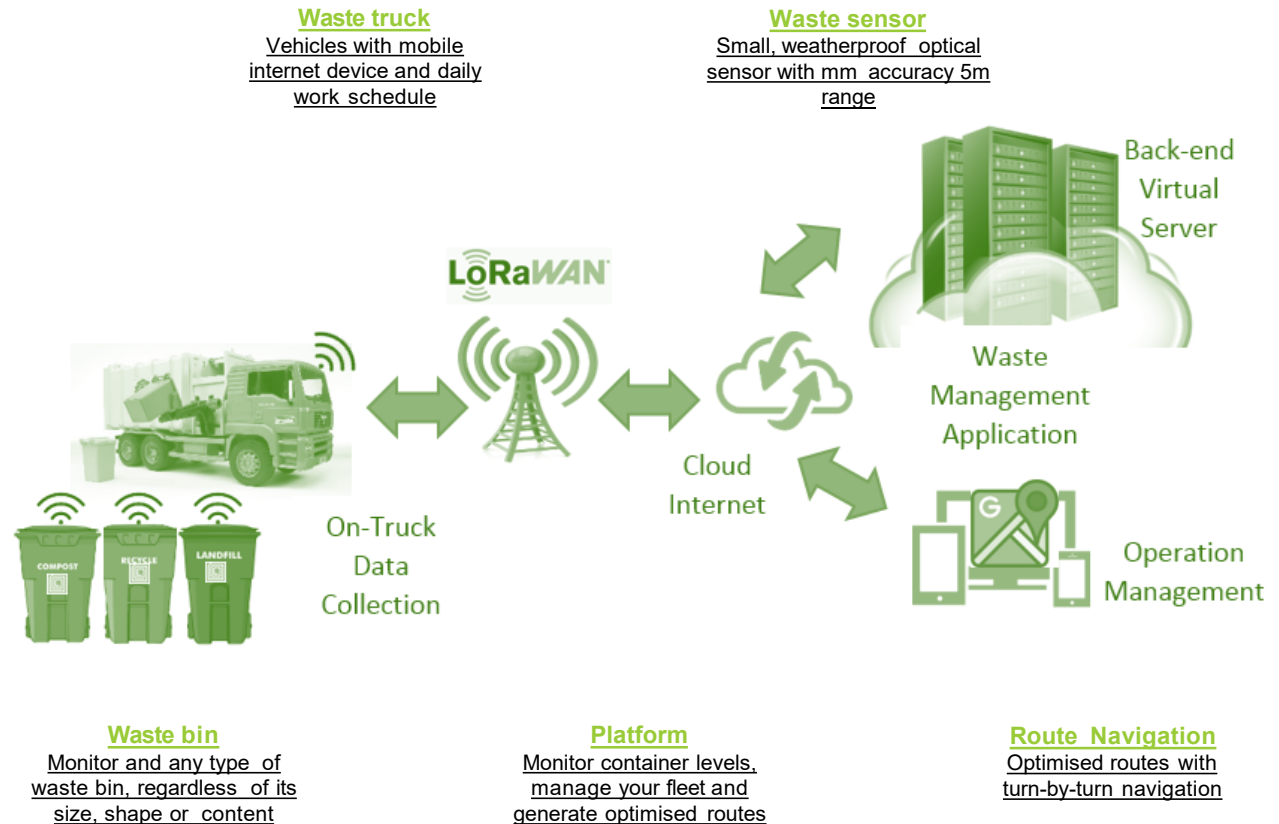 Waste truck
Vehicles with mobile
internet device and daily
work schedule
Waste sensor
Small, weatherproof optical
sensor with mm accuracy 5m
range
Back-end
Virtual
Server
LoRaWAN
Waste
Management
Application
Cloud
Internet
On-Truck
Data
Collection
COMPOST
RECYCLE
LANDFILL
G
Operation
Management
Waste bin
Monitor and any type of
waste bin, regardless of its
size, shape or content
Platform
Monitor container levels,
manage your fleet and
generate optimised routes
Route Navigation
Optimised routes with
turn-by-turn navigation